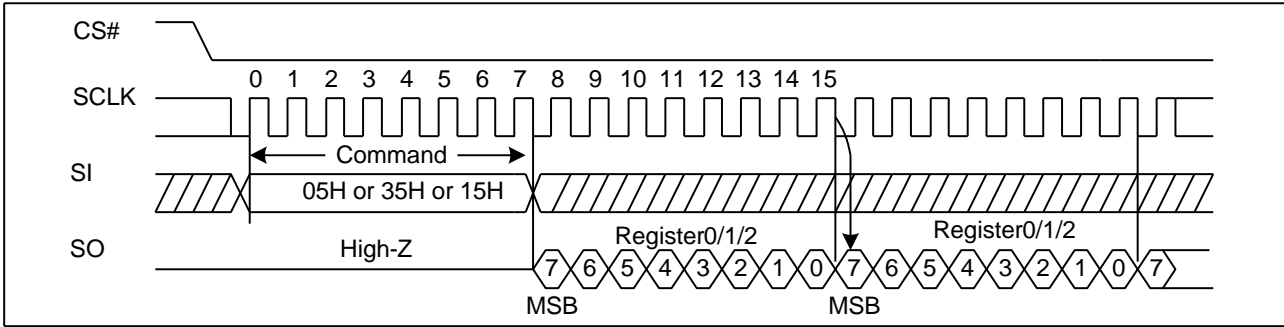 CS#
0 1 2 3 4 5 6 7 8 9 10 11 12 13 14 15
SCLK
Command
SI
05H or 35H or 15H
SO
High-Z
Register0/1/2
Register0/1/2
7 6 5 4 3 2 1 0 7 6 5 4 3 2 1 0 7
MSB
MSB